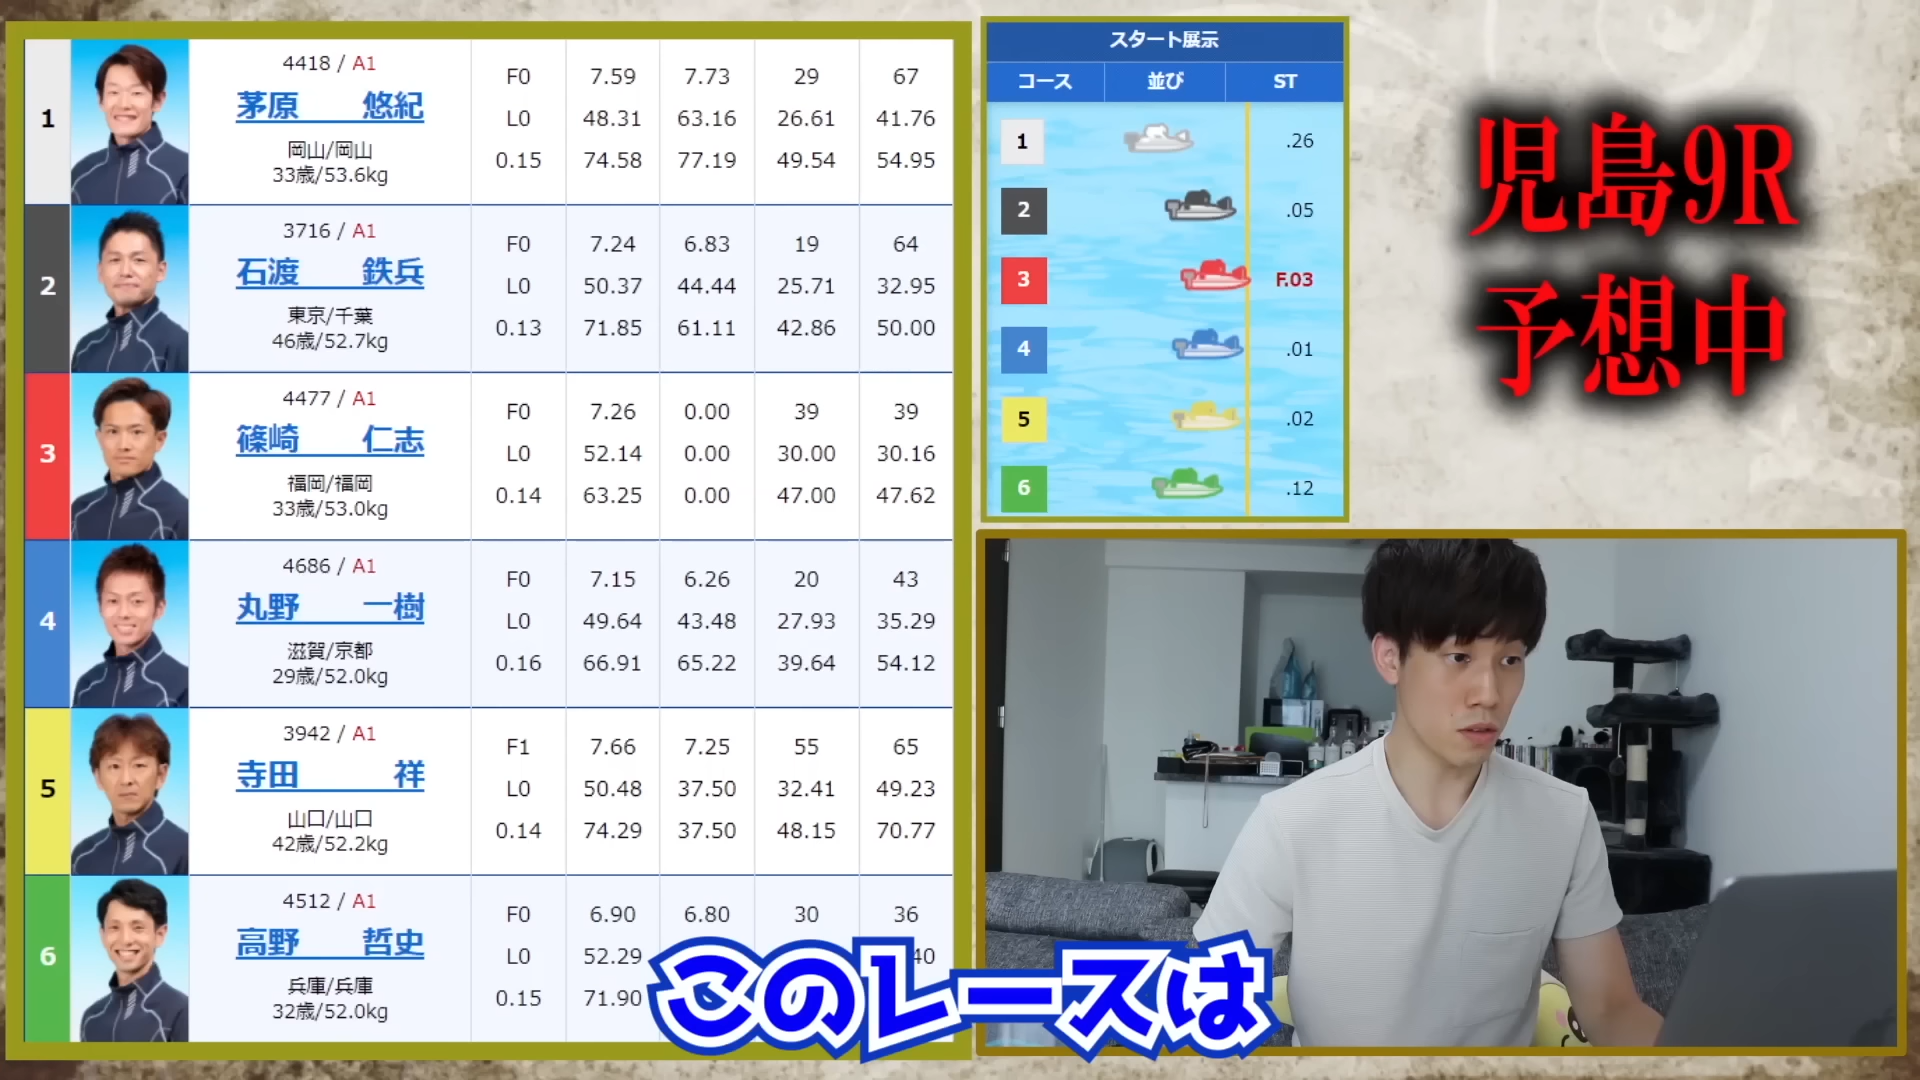 1
4418 / A1
茅原 悠紀
岡山/岡山
33歳/53.6kg
F0 7.59 7.73 29 67
L0 48.31 63.16 26.61 41.76
0.15 74.58 77.19 49.54 54.95
2
3716 / A1
石渡 鉄兵
東京/千葉
46歳/52.7kg
F0 7.24 6.83 19 64
L0 50.37 44.44 25.71 32.95
0.13 71.85 61.11 42.86 50.00
3
4477 / A1
篠崎 仁志
福岡/福岡
33歳/53.0kg
F0 7.26 0.00 39 39
L0 52.14 0.00 30.00 30.16
0.14 63.25 0.00 47.00 47.62
4
4686 / A1
丸野 一樹
滋賀/京都
29歳/52.0kg
F0 7.15 6.26 20 43
L0 49.64 43.48 27.93 35.29
0.16 66.91 65.22 39.64 54.12
5
3942 / A1
寺田 祥
山口/山口
42歳/52.2kg
F1 7.66 7.25 55 65
L0 50.48 37.50 32.41 49.23
0.14 74.29 37.50 48.15 70.77
6
4512 / A1
高野 哲史
兵庫/兵庫
32歳/52.0kg
F0 6.90 6.80 30 36
L0 52.29 40
0.15 71.90
スタート展示
コース 並び ST
1 .26
2 .05
3 F.03
4 .01
5 .02
6 .12
児島9R
予想中
このレースは